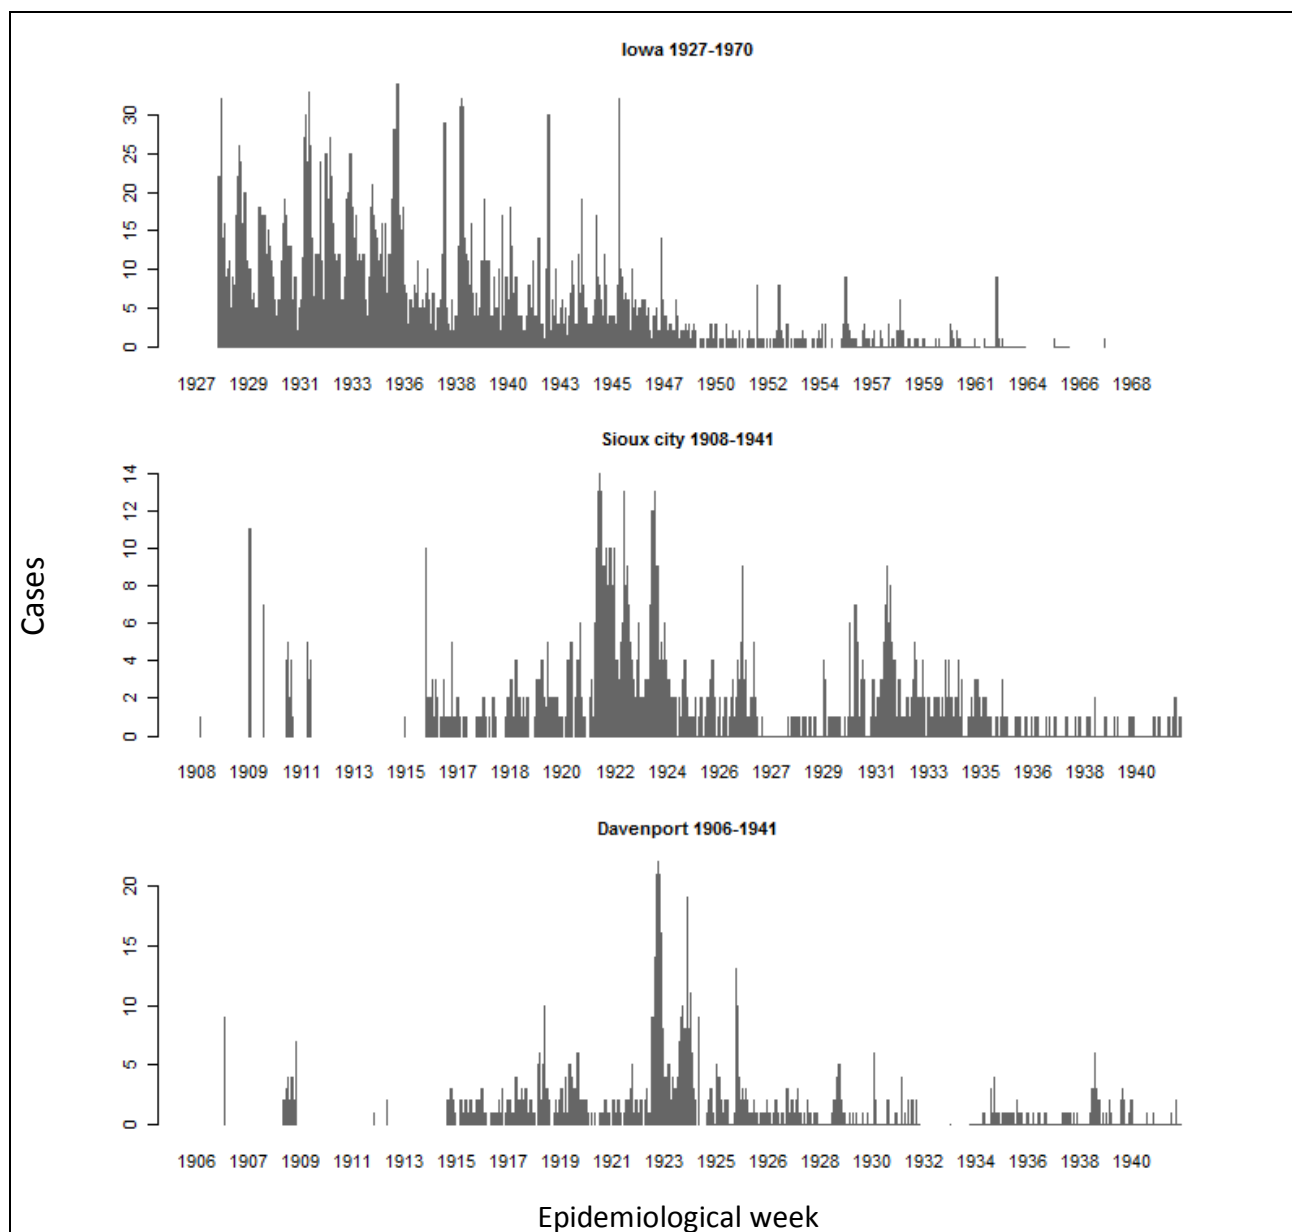 Iowa 1927-1970
30
25
20
15
10
5
0
1927 1929 1931 1933 1936 1938 1940 1943 1945 1947 1950 1952 1954 1957 1959 1961 1964 1966 1968
Sioux city 1908-1941
14
12
10
8
6
4
2
0
1908 1909 1911 1913 1915 1917 1918 1920 1922 1924 1926 1927 1929 1931 1933 1935 1936 1938 1940
Cases
Davenport 1906-1941
20
15
10
5
0
1906 1907 1909 1911 1913 1915 1917 1919 1921 1923 1925 1926 1928 1930 1932 1934 1936 1938 1940
Epidemiological week